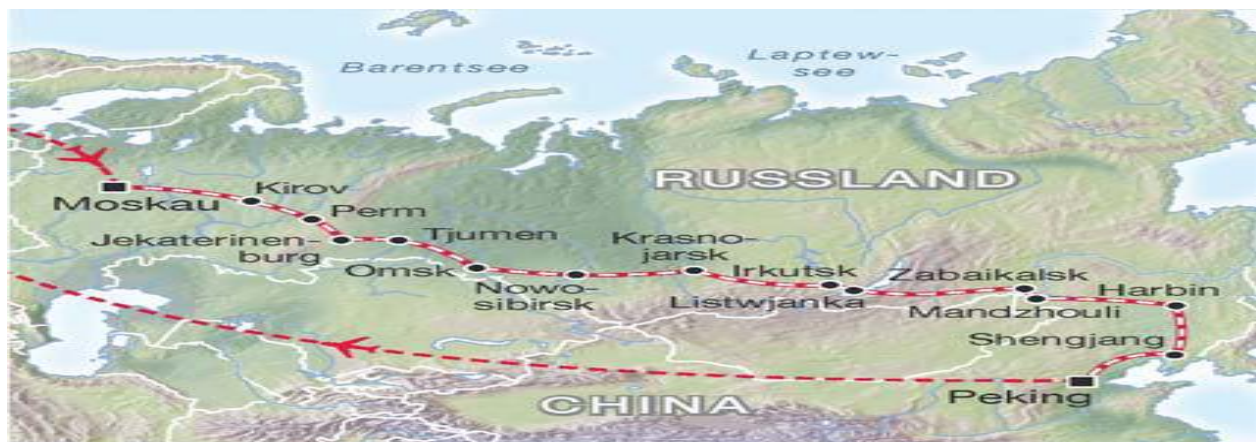 Barentsee
Laptew-
see
RUSSLAND
Moskau
Kirov
Perm
Jekaterinen-
burg
Tjumen
Omsk
Nowo-
sibirsk
Krasno-
jarsk
Irkutsk
Listwjanka
Zabaikalsk
Mandzhouli
Harbin
Shengjang
Peking
CHINA